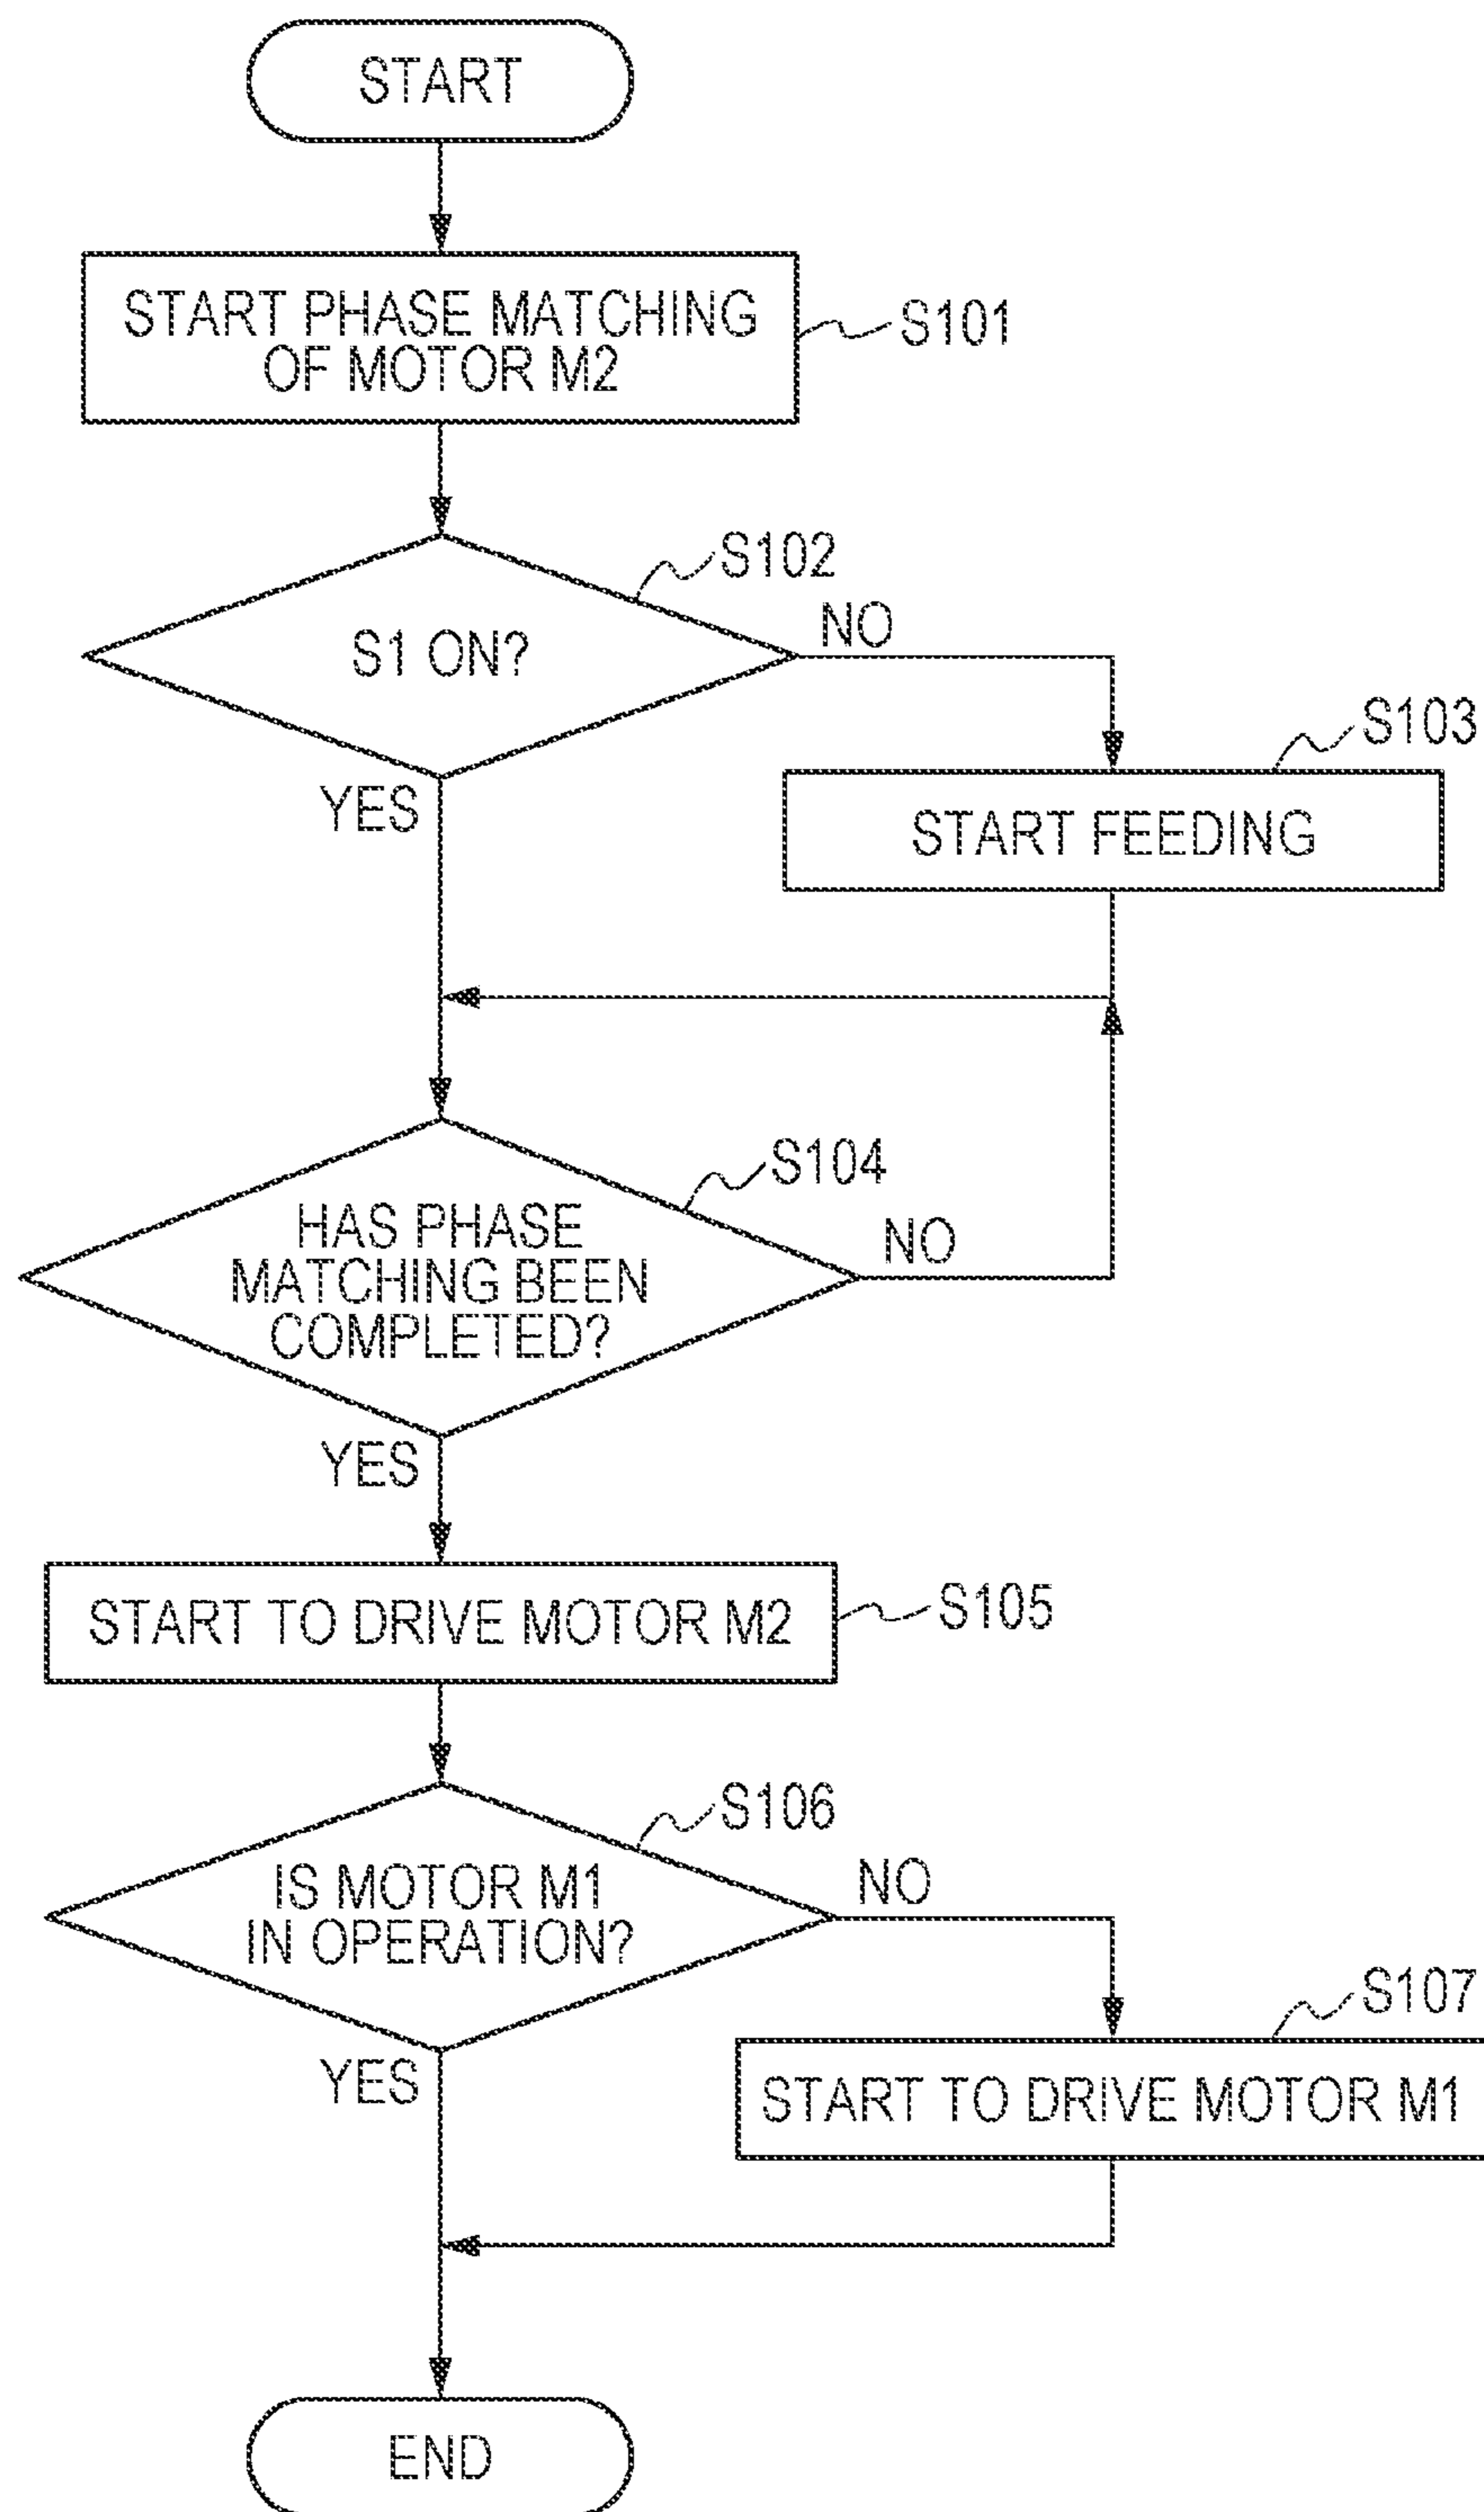 START
START PHASE MATCHING
OF MOTOR M2
S101
S102
S1 ON?
NO
YES
S103
START FEEDING
S104
HAS PHASE
MATCHING BEEN
COMPLETED?
NO
YES
START TO DRIVE MOTOR M2
S105
S106
IS MOTOR M1
IN OPERATION?
NO
YES
S107
START TO DRIVE MOTOR M1
END